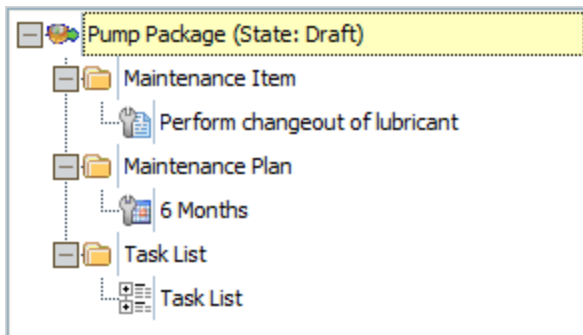 Pump Package (State: Draft)
Maintenance Item
Perform changeout of lubricant
Maintenance Plan
6 Months
Task List
Task List